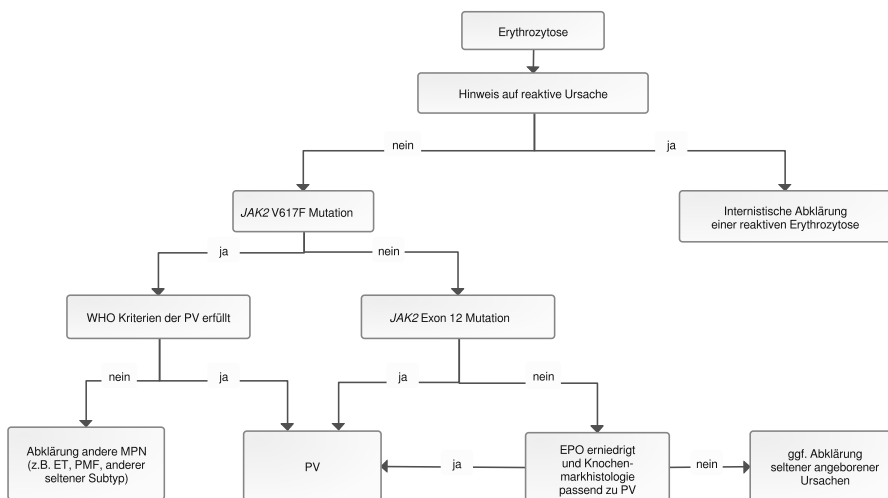 Erythrozytose
Hinweis auf reaktive Ursache
nein
ja
JAK2 V617F Mutation
Internistische Abklärung
einer reaktiven Erythrozytose
ja
nein
WHO Kriterien der PV erfüllt
JAK2 Exon 12 Mutation
nein
ja
ja
nein
Abklärung andere MPN
(z.B. ET, PMF, anderer
seltener Subtyp)
PV
ja
EPO erniedrigt
und Knochen-
markhistologie
passend zu PV
nein
ggf. Abklärung
seltener angeborener
Ursachen